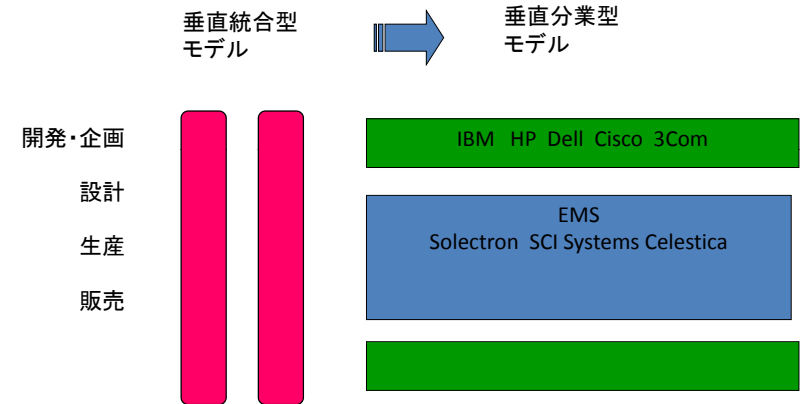 垂直統合型
モデル
垂直分業型
モデル
開発・企画
設計
生産
販売
IBM HP Dell Cisco 3Com
EMS
Solectron SCI Systems Celestica